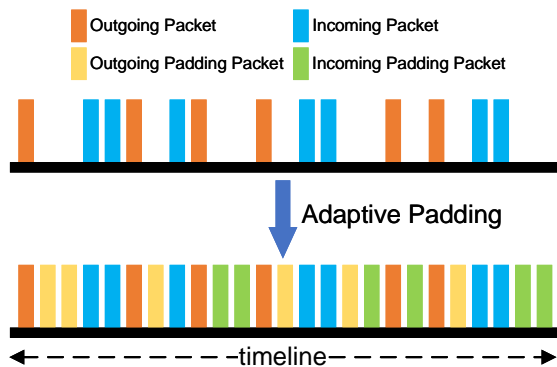 Outgoing Packet
Incoming Packet
Outgoing Padding Packet
Incoming Padding Packet
Adaptive Padding
timeline